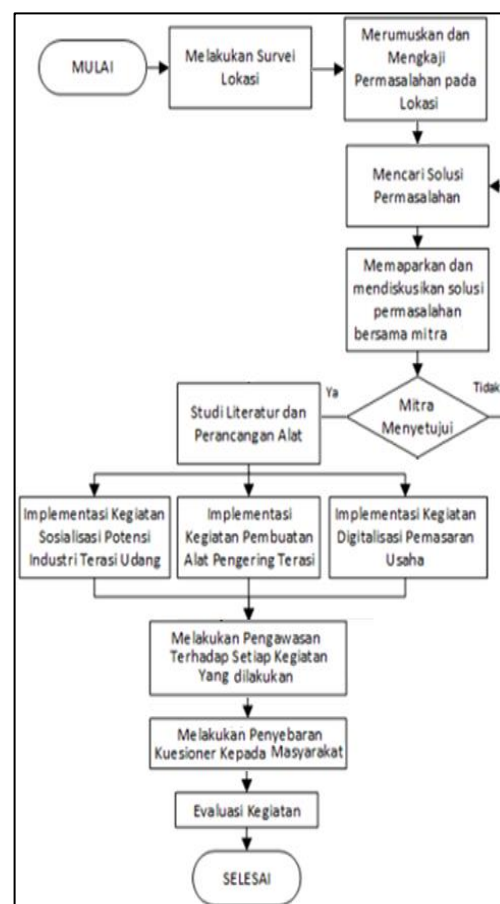 MULAI
Melakukan Survei
Lokasi
Merumuskan dan
Mengkaji
Permasalahan pada
Lokasi
Mencari Solusi
Permasalahan
Memaparkan dan
mendiskusikan solusi
permasalahan
bersama mitra
Mitra
Menyetujui
Ya
Tidak
Studi Literatur dan
Perancangan Alat
Implementasi Kegiatan
Sosialisasi Potensi
Industri Terasi Udang
Implementasi
Kegiatan Pembuatan
Alat Pengering Terasi
Implementasi Kegiatan
Digitalisasi Pemasaran
Usaha
Melakukan Pengawasan
Terhadap Setiap Kegiatan
Yang dilakukan
Melakukan Penyebaran
Kuesioner Kepada Masyarakat
Evaluasi Kegiatan
SELESAI